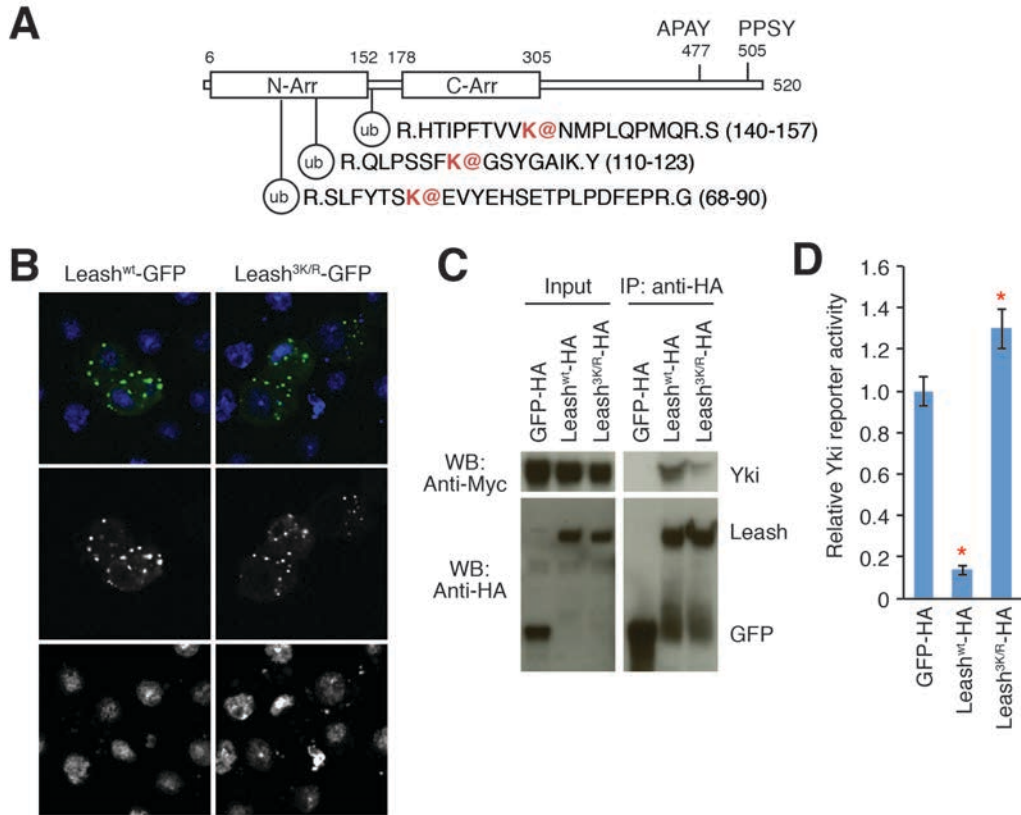 A
APAY PPSY
6 152 178 305 477 505
N-Arr C-Arr 520
ub R.HTIPFTVVK@NMPLQPMQR.S (140-157)
ub R.QLPSSFK@GSYGAIK.Y (110-123)
ub R.SLFYTSK@EVYEHSETPLPDFEPR.G (68-90)
B
Leashwt-GFP Leash3K/R-GFP
C
Input IP: anti-HA
GFP-HA
Leashwt-HA
Leash3K/R-HA
GFP-HA
Leashwt-HA
Leash3K/R-HA
WB:
Anti-Myc
Yki
Leash
WB:
Anti-HA
GFP
D
Relative Yki reporter activity
1.6
1.4
1.2
1.0
0.8
0.6
0.4
0.2
0
*
*
GFP-HA
Leashwt-HA
Leash3K/R-HA